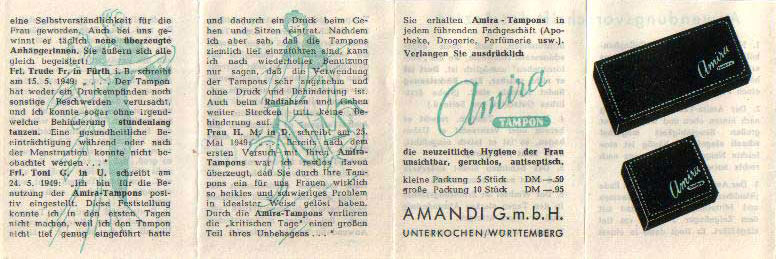 eine Selbstverständlichkeit für die
Frau geworden. Auch bei uns ge-
winnt er täglich neue überzeugte
Anhängerinnen. Sie äußern sich alle
gleich begeistert:
Frl. Trude Fr. in Fürth i. B. schreibt
am 15. 5. 1949: „ . . . Der Tampon
hat weder ein Druckempfinden noch
sonstige Beschwerden verursacht,
und ich konnte sogar ohne irgend-
welche Behinderung stundenlang
tanzen. Eine gesundheitliche Be-
einträchtigung während oder nach
der Menstruation konnte nicht be-
obachtet werden . . ."
Frl. Toni G. in U. schreibt am
24. 5. 1949: „Ich bin für die Be-
nutzung der Amira-Tampons posi-
tiv eingestellt. Diese Feststellung
konnte ich in den ersten Tagen
nicht machen, weil ich den Tampon
nicht tief genug eingeführt hatte
und dadurch ein Druck beim Ge-
hen und Sitzen eintrat. Nachdem
ich aber sah, daß die Tampons
ziemlich tief einzuführen sind, kann
ich nach wiederholter Benutzung
nur sagen, daß die Verwendung
der Tampons sehr angenehm und
ohne Druck und Behinderung ist.
Auch beim Radfahren und Gehen
weiter Strecken tritt keine Be-
hinderung auf."
Frau H. M. in D. schreibt am 23.
Mai 1949: „Bereits nach dem
ersten Versuch mit Ihren Amira-
Tampons war ich restlos davon
überzeugt, daß Sie durch Ihre Tam-
pons ein für uns Frauen wirklich
so heikles und schwieriges Problem
in idealster Weise gelöst haben.
Durch die Amira-Tampons verlieren
die „kritischen Tage" einen großen
Teil ihres Unbehagens . . ."
Sie erhalten Amira-Tampons in
jedem führenden Fachgeschäft (Apo-
theke, Drogerie, Parfümerie usw.).
Verlangen Sie ausdrücklich
Amira
TAMPON
die neuzeitliche Hygiene der Frau
unsichtbar, geruchlos, antiseptisch.
kleine Packung 5 Stück DM —.50
große Packung 10 Stück DM —.95
AMANDI G.m.b.H.
UNTERKOCHEN/WÜRTTEMBERG
Amira
Amira